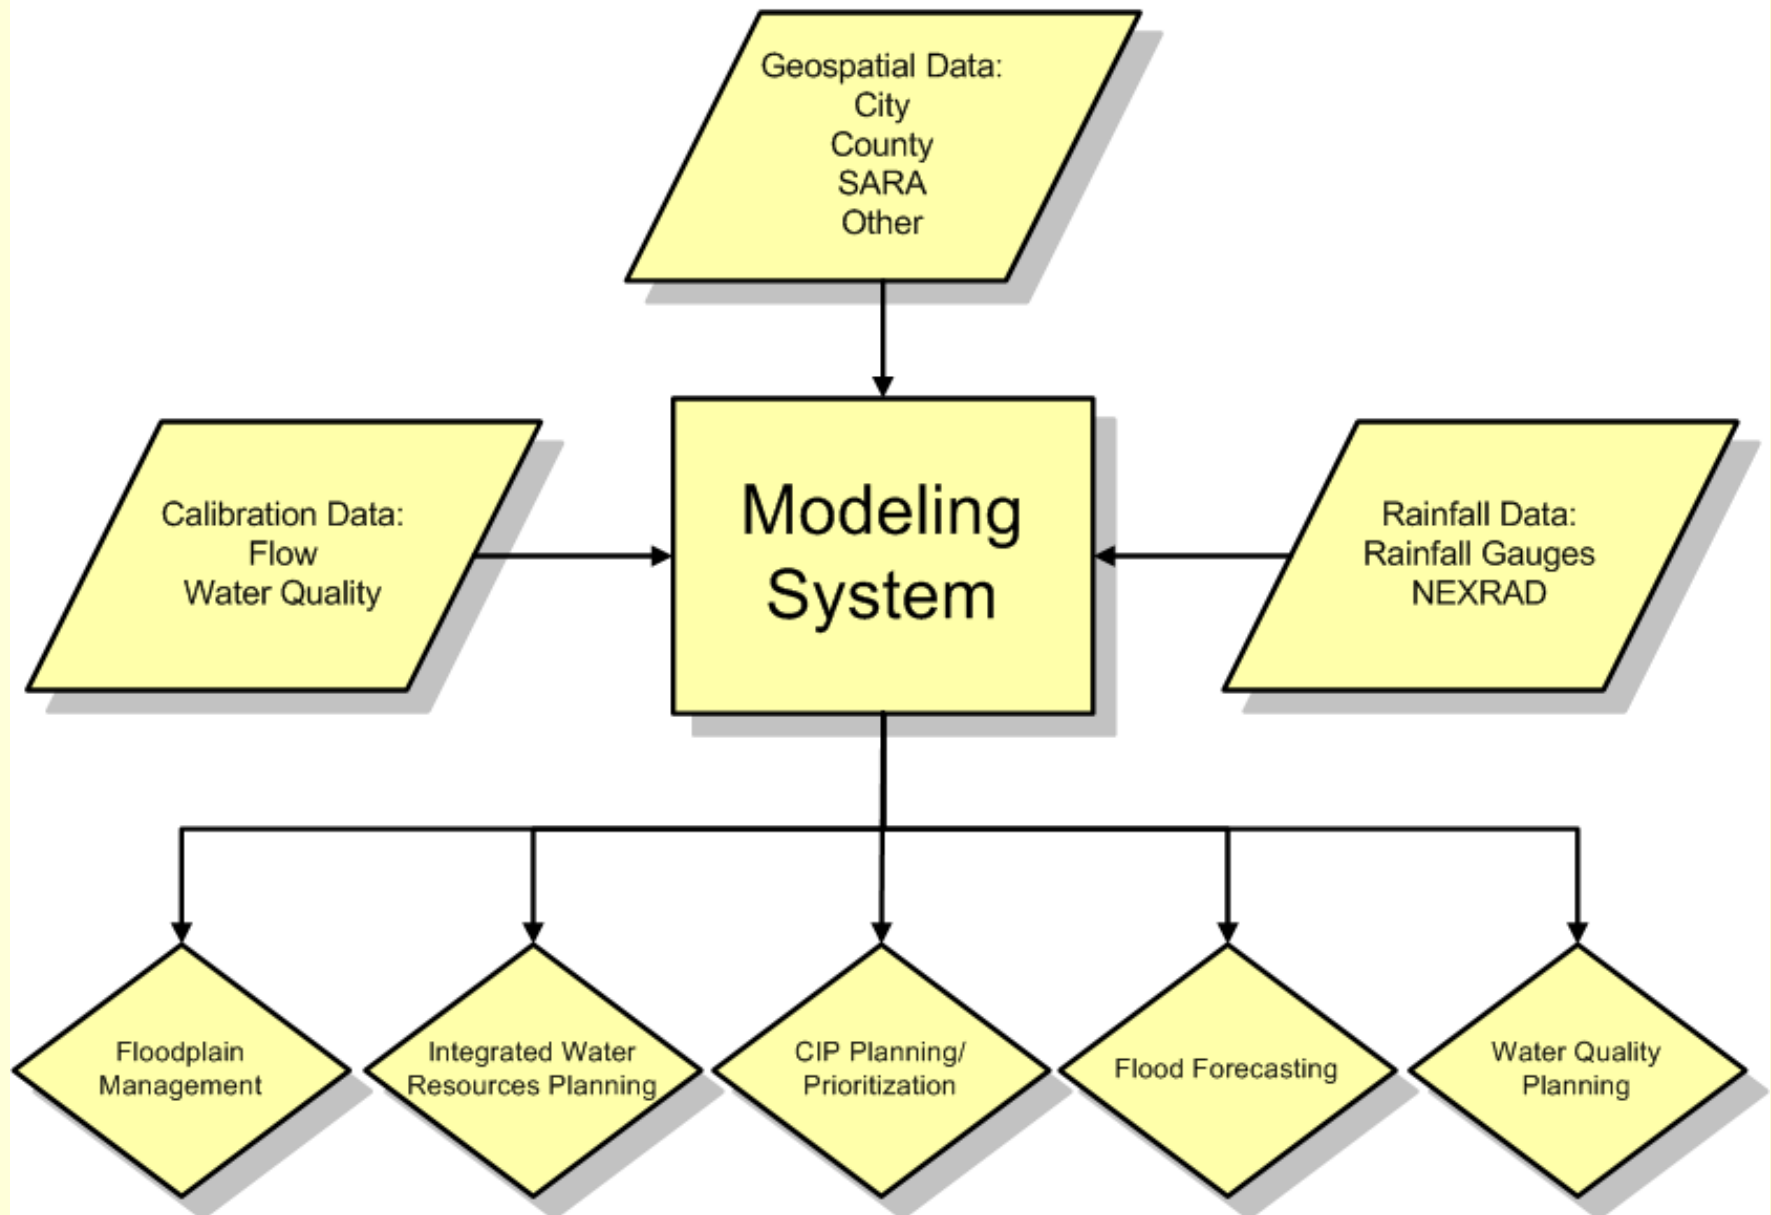 Geospatial Data:
City
County
SARA
Other
Calibration Data:
Flow
Water Quality
Modeling
System
Rainfall Data:
Rainfall Gauges
NEXRAD
Floodplain
Management
Integrated Water
Resources Planning
CIP Planning/
Prioritization
Flood Forecasting
Water Quality
Planning